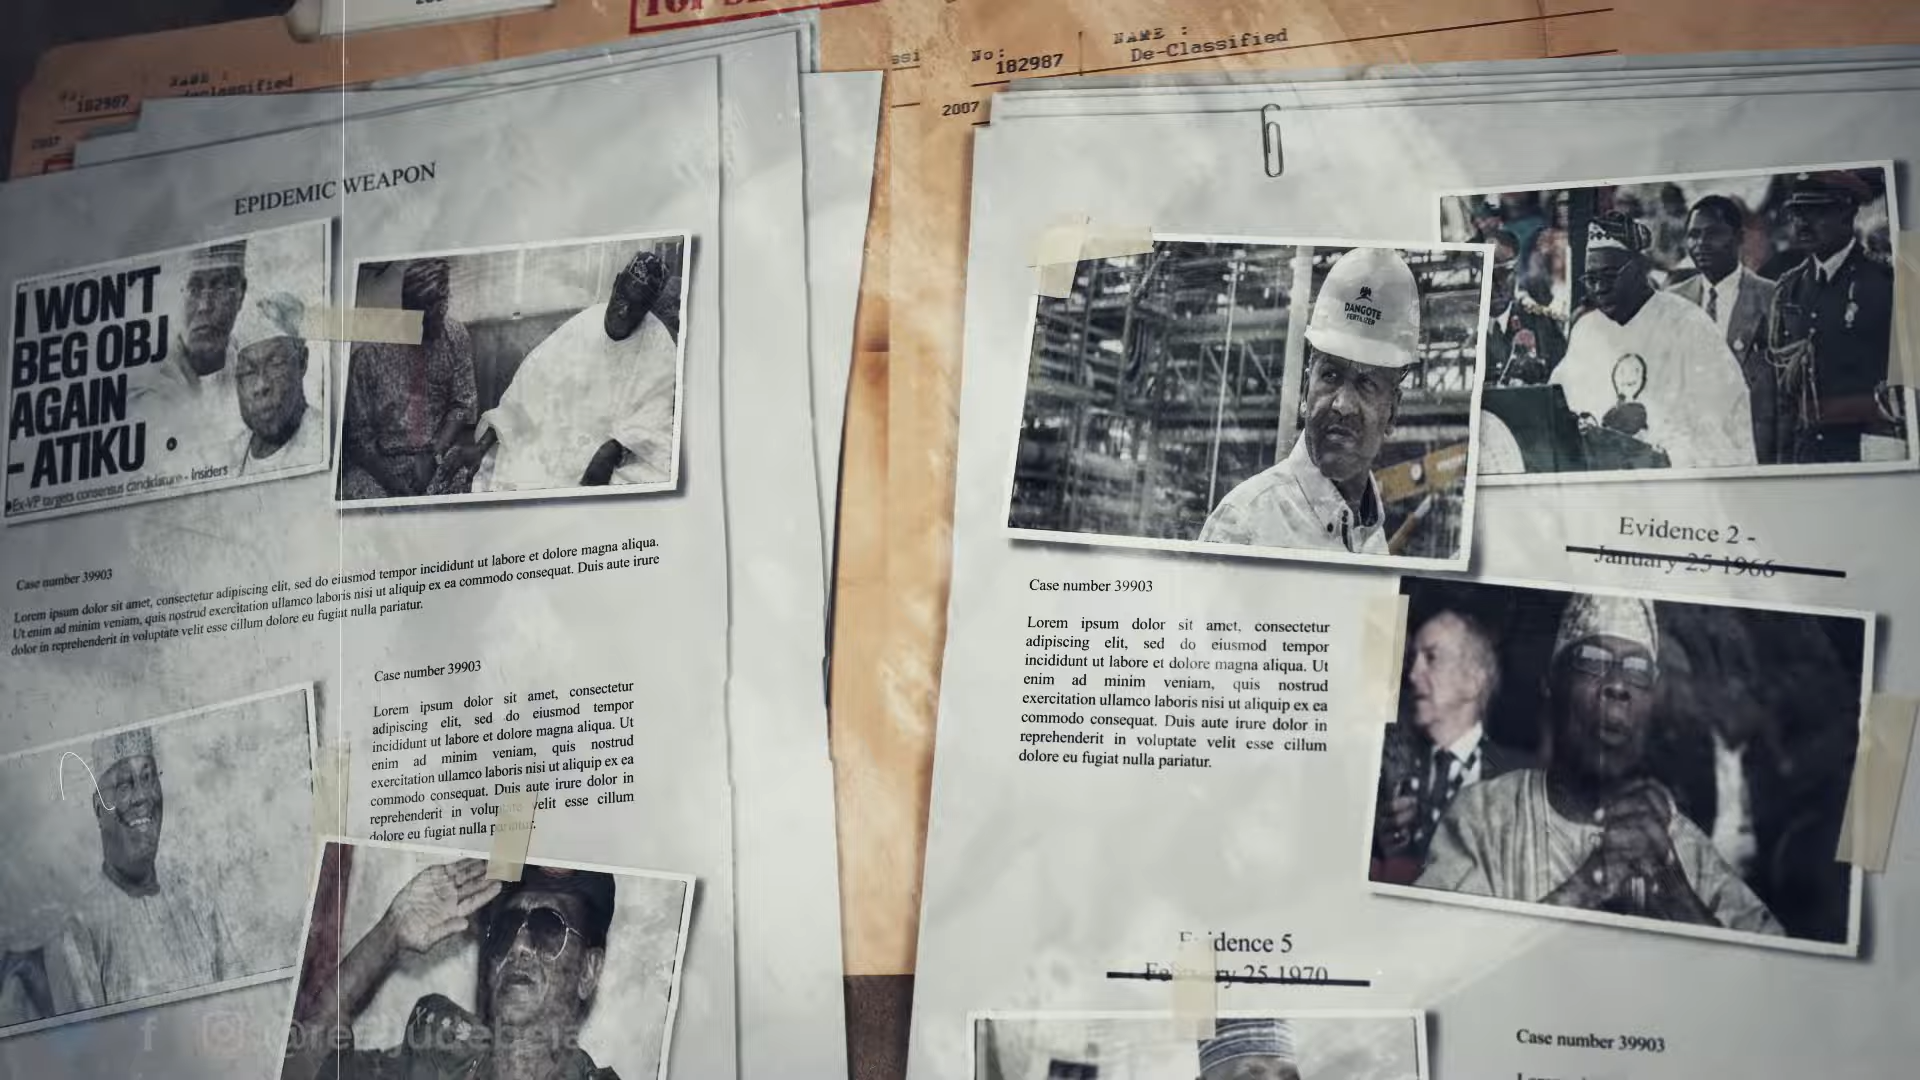 TOP
No:
182987
NAME :
De-Classified
2007
182987
2007
EPIDEMIC WEAPON
I WON'T
BEG OBJ
AGAIN
- ATIKU
Ex-VP targets consensus candidature - Insiders
Case number 39903
Lorem ipsum dolor sit amet, consectetur adipiscing elit, sed do eiusmod tempor incididunt ut labore et dolore magna aliqua.
Ut enim ad minim veniam, quis nostrud exercitation ullamco laboris nisi ut aliquip ex ea commodo consequat. Duis aute irure
dolor in reprehenderit in voluptate velit esse cillum dolore eu fugiat nulla pariatur.
Case number 39903
Lorem ipsum dolor sit amet, consectetur
adipiscing elit, sed do eiusmod tempor
incididunt ut labore et dolore magna aliqua. Ut
enim ad minim veniam, quis nostrud
exercitation ullamco laboris nisi ut aliquip ex ea
commodo consequat. Duis aute irure dolor in
reprehenderit in voluptate velit esse cillum
dolore eu fugiat nulla pariatur.
DANGOTE
FERTILIZER
Evidence 2 -
January 25 1966
Case number 39903
Lorem ipsum dolor sit amet, consectetur
adipiscing elit, sed do eiusmod tempor
incididunt ut labore et dolore magna aliqua. Ut
enim ad minim veniam, quis nostrud
exercitation ullamco laboris nisi ut aliquip ex ea
commodo consequat. Duis aute irure dolor in
reprehenderit in voluptate velit esse cillum
dolore eu fugiat nulla pariatur.
Evidence 5
February 25 1970
Case number 39903